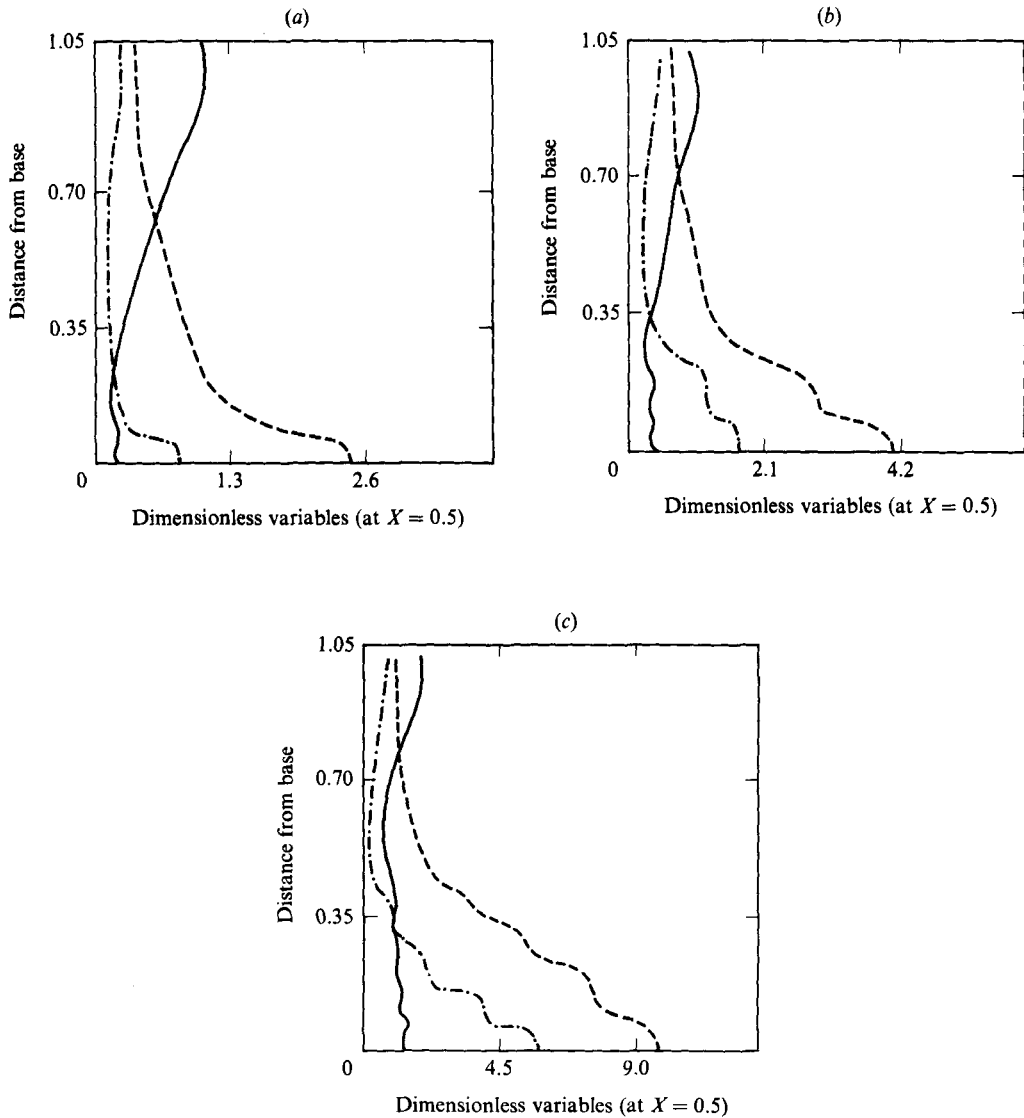 (a)
1.05
0.70
0.35
0
1.3
2.6
Distance from base
Dimensionless variables (at X = 0.5)
(b)
1.05
0.70
0.35
0
2.1
4.2
Distance from base
Dimensionless variables (at X = 0.5)
(c)
1.05
0.70
0.35
0
4.5
9.0
Distance from base
Dimensionless variables (at X = 0.5)